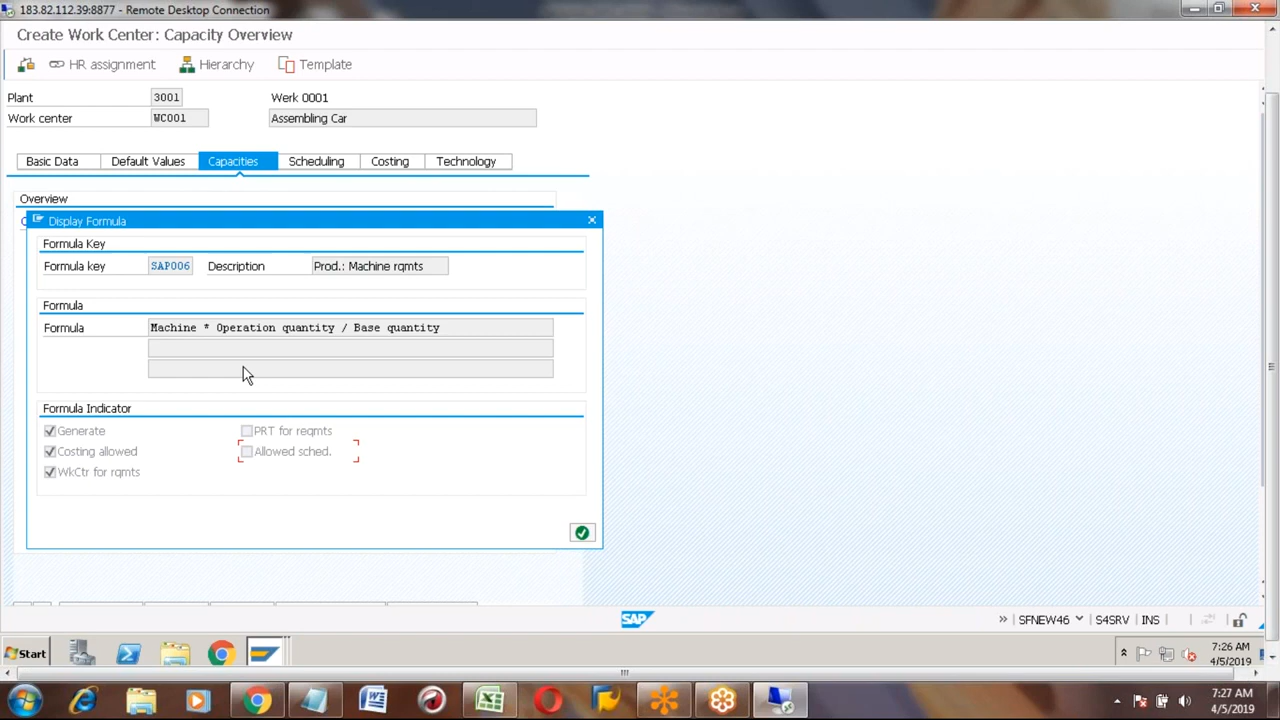 183.82.112.39:8877 - Remote Desktop Connection
Create Work Center: Capacity Overview
HR assignment Hierarchy Template
Plant 3001 Werk 0001
Work center WC001 Assembling Car
Basic Data Default Values Capacities Scheduling Costing Technology
Overview
Display Formula
Formula Key
Formula key SAP006 Description Prod.: Machine rqmts
Formula
Formula Machine * Operation quantity / Base quantity
Formula Indicator
Generate PRT for reqmts
Costing allowed Allowed sched.
WkCtr for rqmts
SAP SFNEW46 S4SRV INS
Start 7:26 AM
4/5/2019
7:27 AM
4/5/2019